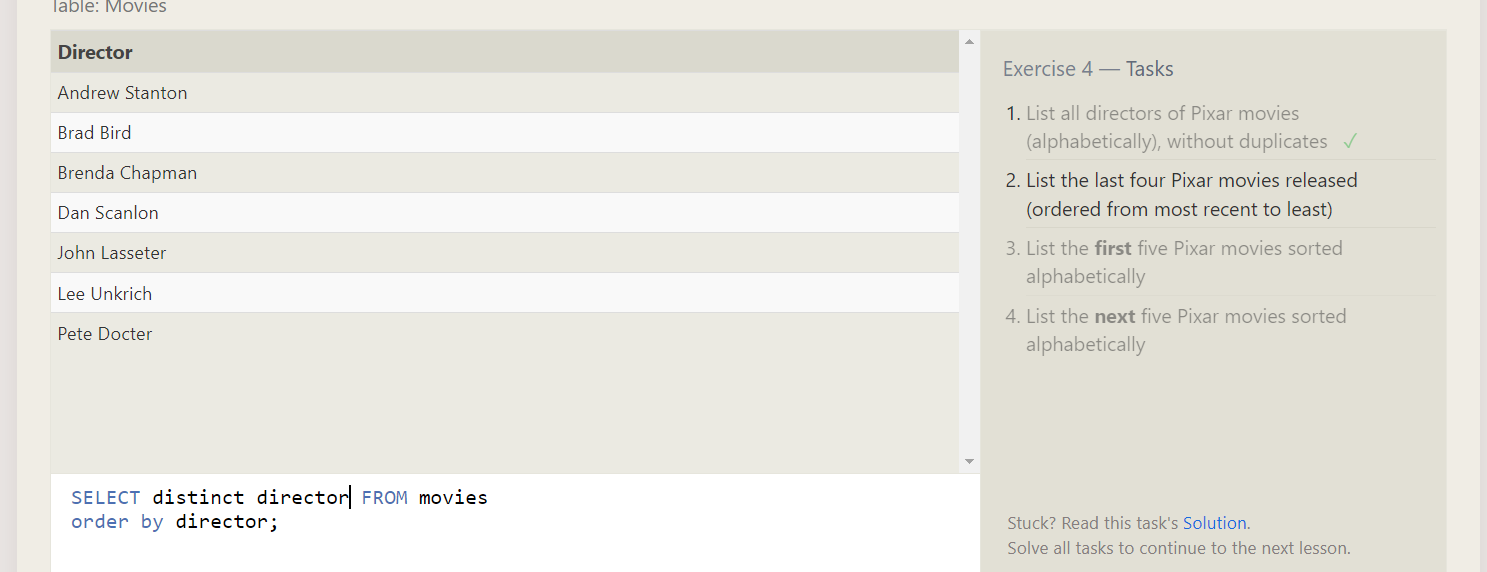 Table: Movies
Director
Andrew Stanton
Brad Bird
Brenda Chapman
Dan Scanlon
John Lasseter
Lee Unkrich
Pete Docter
SELECT distinct director FROM movies
order by director;
Exercise 4 — Tasks
1. List all directors of Pixar movies
(alphabetically), without duplicates ✓
2. List the last four Pixar movies released
(ordered from most recent to least)
3. List the first five Pixar movies sorted
alphabetically
4. List the next five Pixar movies sorted
alphabetically
Stuck? Read this task's Solution.
Solve all tasks to continue to the next lesson.